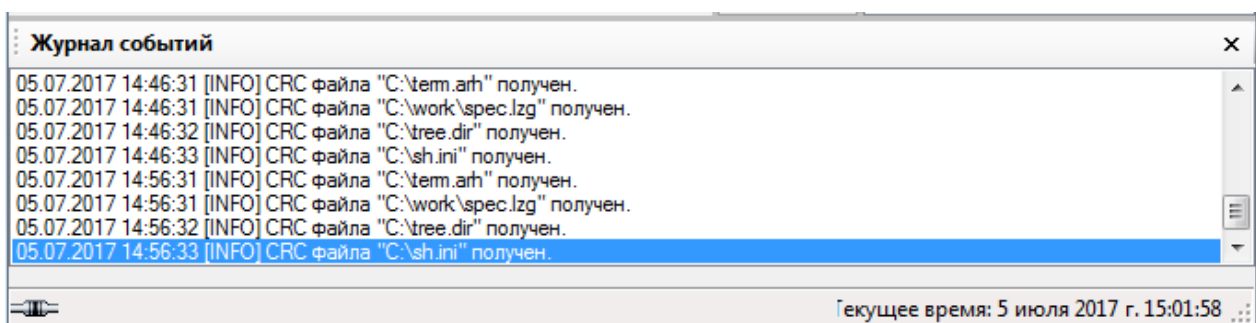 Журнал событий
05.07.2017 14:46:31 [INFO] CRC файла "C:\term.arh" получен.
05.07.2017 14:46:31 [INFO] CRC файла "C:\work\spec.lzg" получен.
05.07.2017 14:46:32 [INFO] CRC файла "C:\tree.dir" получен.
05.07.2017 14:46:33 [INFO] CRC файла "C:\sh.ini" получен.
05.07.2017 14:56:31 [INFO] CRC файла "C:\term.arh" получен.
05.07.2017 14:56:31 [INFO] CRC файла "C:\work\spec.lzg" получен.
05.07.2017 14:56:32 [INFO] CRC файла "C:\tree.dir" получен.
05.07.2017 14:56:33 [INFO] CRC файла "C:\sh.ini" получен.
Текущее время: 5 июля 2017 г. 15:01:58